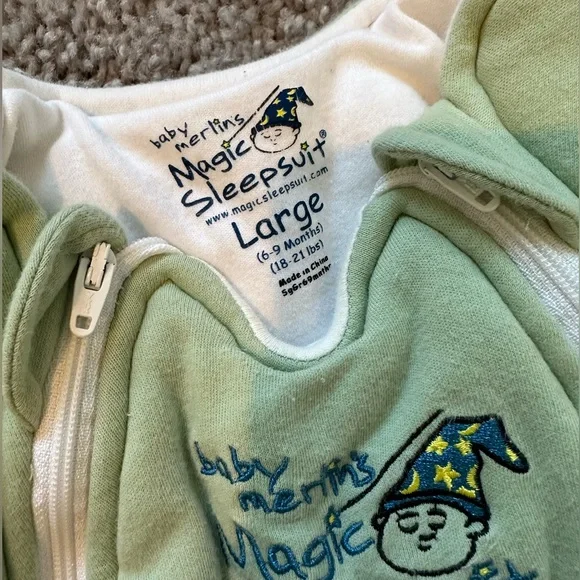 baby
merlin's
Magic
Sleepsuit®
www.magicsleepsuit.com
Large
(6-9 Months)
(18-21 lbs)
Made in China
baby
merlin's
Magic